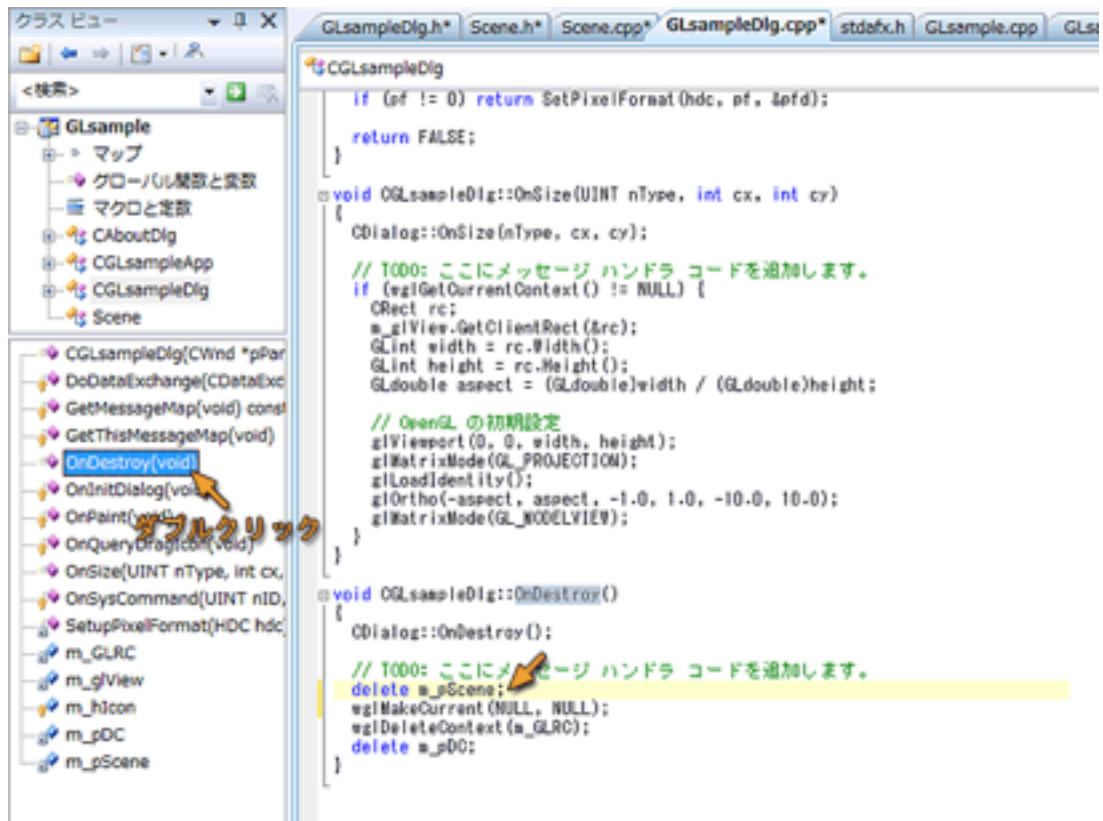 クラス ビュー
<検索>
GLsample
マップ
グローバル関数と変数
マクロと定数
CAboutDlg
CGLsampleApp
CGLsampleDlg
Scene
CGLsampleDlg(CWnd *pPar
DoDataExchange(CDataExc
GetMessageMap(void) const
GetThisMessageMap(void)
OnDestroy(void)
OnInitDialog(void
OnPaint(void)
ダブルクリック
OnQueryDragIcon(void)
OnSize(UINT nType, int cx,
OnSysCommand(UINT nID,
SetupPixelFormat(HDC hdc
m_GLRC
m_glView
m_hIcon
m_pDC
m_pScene
GLsampleDlg.h* Scene.h* Scene.cpp* GLsampleDlg.cpp* stdafx.h GLsample.cpp GLsa
CGLsampleDlg
if (pf != 0) return SetPixelFormat(hdc, pf, &pfd);
return FALSE;
}
void CGLsampleDlg::OnSize(UINT nType, int cx, int cy)
{
CDialog::OnSize(nType, cx, cy);
// TODO: ここにメッセージ ハンドラ コードを追加します。
if (wglGetCurrentContext() != NULL) {
CRect rc;
m_glView.GetClientRect(&rc);
GLint width = rc.Width();
GLint height = rc.Height();
GLdouble aspect = (GLdouble)width / (GLdouble)height;
// OpenGL の初期設定
glViewport(0, 0, width, height);
glMatrixMode(GL_PROJECTION);
glLoadIdentity();
glOrtho(-aspect, aspect, -1.0, 1.0, -10.0, 10.0);
glMatrixMode(GL_MODELVIEW);
}
}
void CGLsampleDlg::OnDestroy()
{
CDialog::OnDestroy();
// TODO: ここにメッセージ ハンドラ コードを追加します。
delete m_pScene;
wglMakeCurrent(NULL, NULL);
wglDeleteContext(m_GLRC);
delete m_pDC;
}